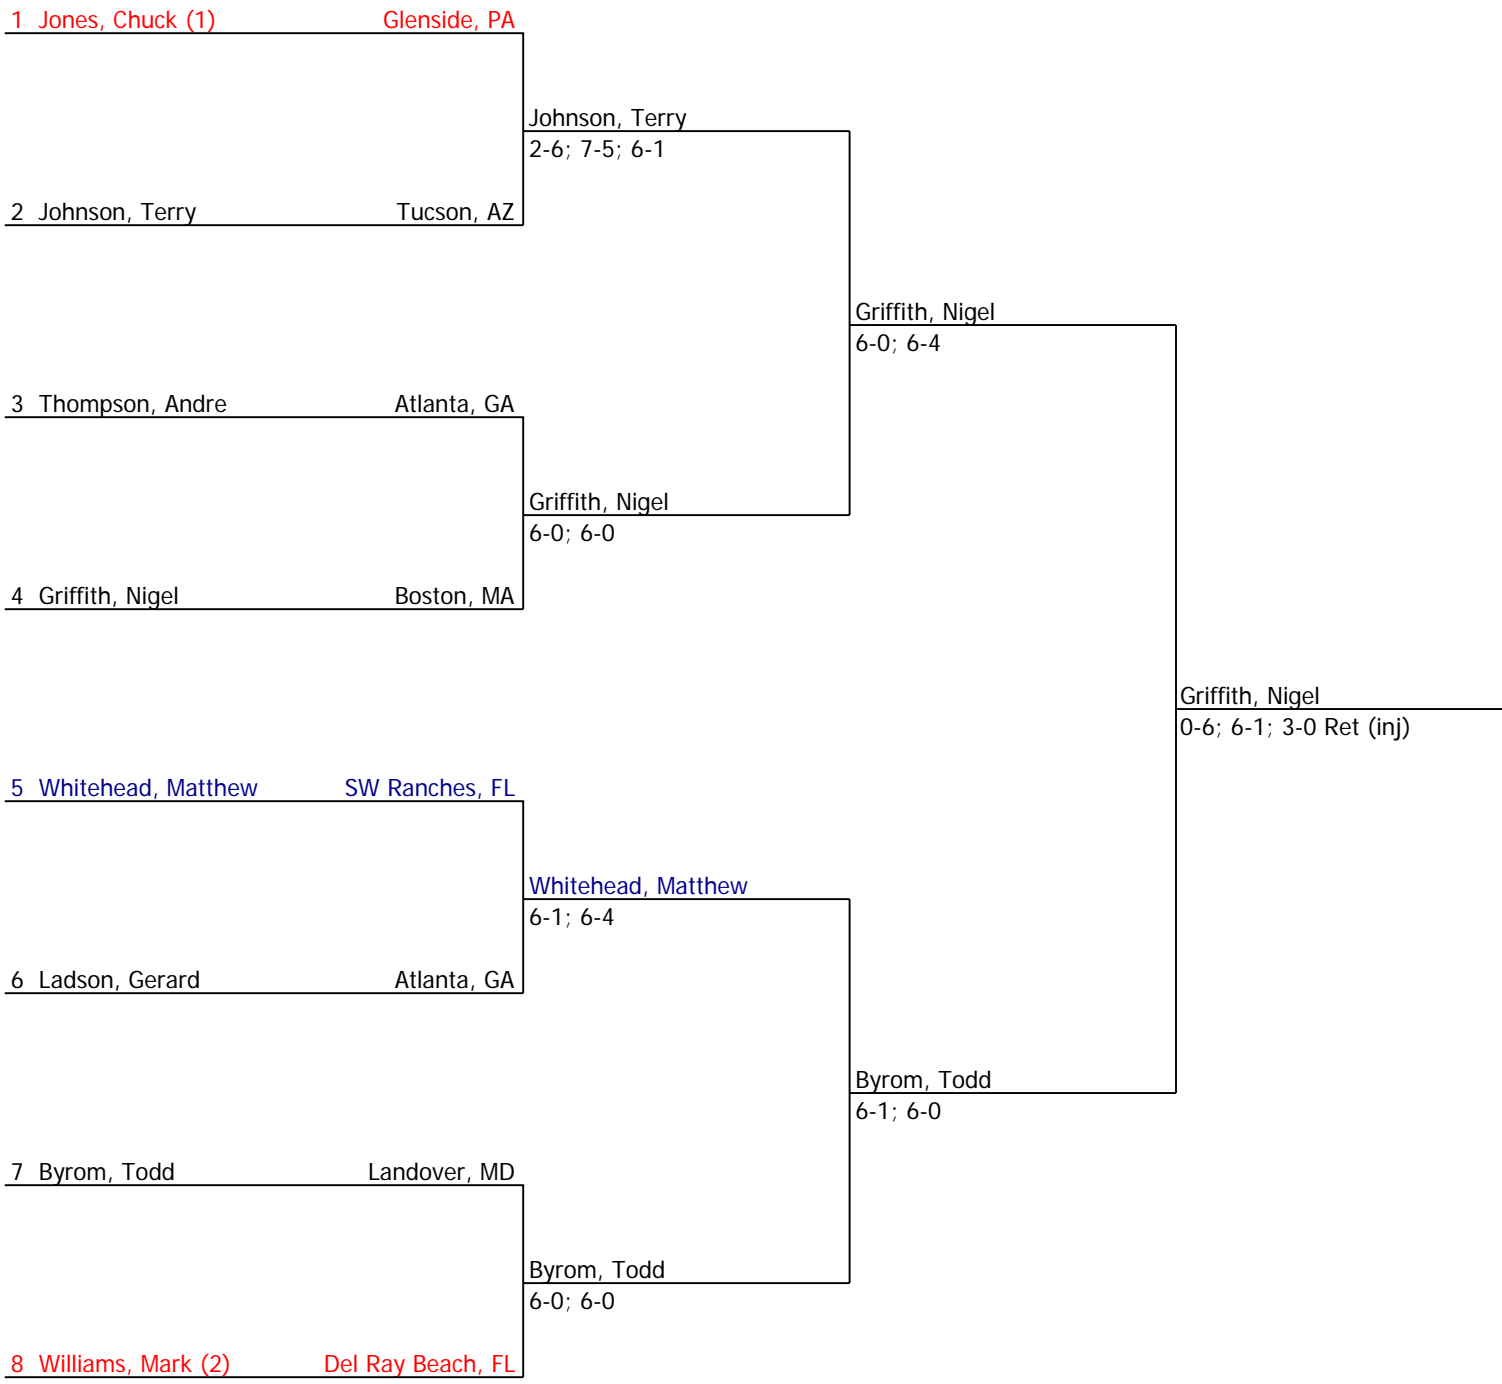 1 Jones, Chuck (1) Glenside, PA
Johnson, Terry
2-6; 7-5; 6-1
2 Johnson, Terry Tucson, AZ
Griffith, Nigel
6-0; 6-4
3 Thompson, Andre Atlanta, GA
Griffith, Nigel
6-0; 6-0
4 Griffith, Nigel Boston, MA
Griffith, Nigel
0-6; 6-1; 3-0 Ret (inj)
5 Whitehead, Matthew SW Ranches, FL
Whitehead, Matthew
6-1; 6-4
6 Ladson, Gerard Atlanta, GA
Byrom, Todd
6-1; 6-0
7 Byrom, Todd Landover, MD
Byrom, Todd
6-0; 6-0
8 Williams, Mark (2) Del Ray Beach, FL